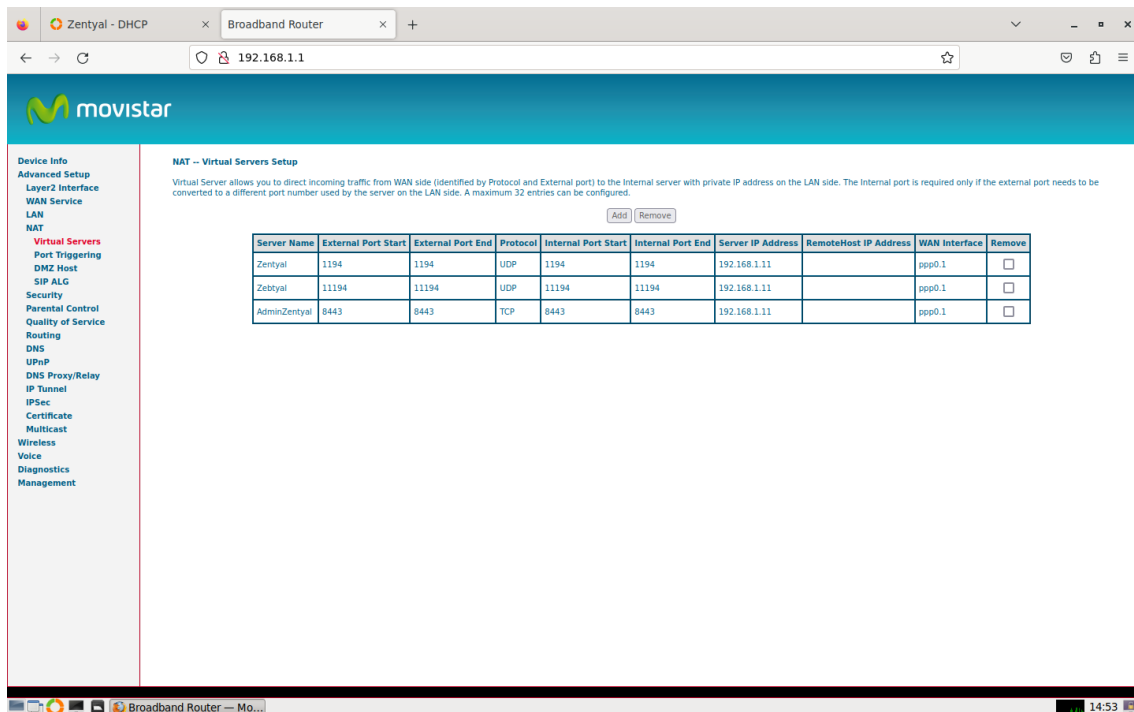 Zentyal - DHCP
Broadband Router
192.168.1.1
movistar
Device Info
Advanced Setup
Layer2 Interface
WAN Service
LAN
NAT
Virtual Servers
Port Triggering
DMZ Host
SIP ALG
Security
Parental Control
Quality of Service
Routing
DNS
UPnP
DNS Proxy/Relay
IP Tunnel
IPSec
Certificate
Multicast
Wireless
Voice
Diagnostics
Management
NAT -- Virtual Servers Setup
Virtual Server allows you to direct incoming traffic from WAN side (identified by Protocol and External port) to the Internal server with private IP address on the LAN side. The Internal port is required only if the external port needs to be
converted to a different port number used by the server on the LAN side. A maximum 32 entries can be configured.
Add Remove
Server Name External Port Start External Port End Protocol Internal Port Start Internal Port End Server IP Address RemoteHost IP Address WAN Interface Remove
Zentyal 1194 1194 UDP 1194 1194 192.168.1.11 ppp0.1
Zebtyal 11194 11194 UDP 11194 11194 192.168.1.11 ppp0.1
AdminZentyal 8443 8443 TCP 8443 8443 192.168.1.11 ppp0.1
Broadband Router — Mo...
14:53